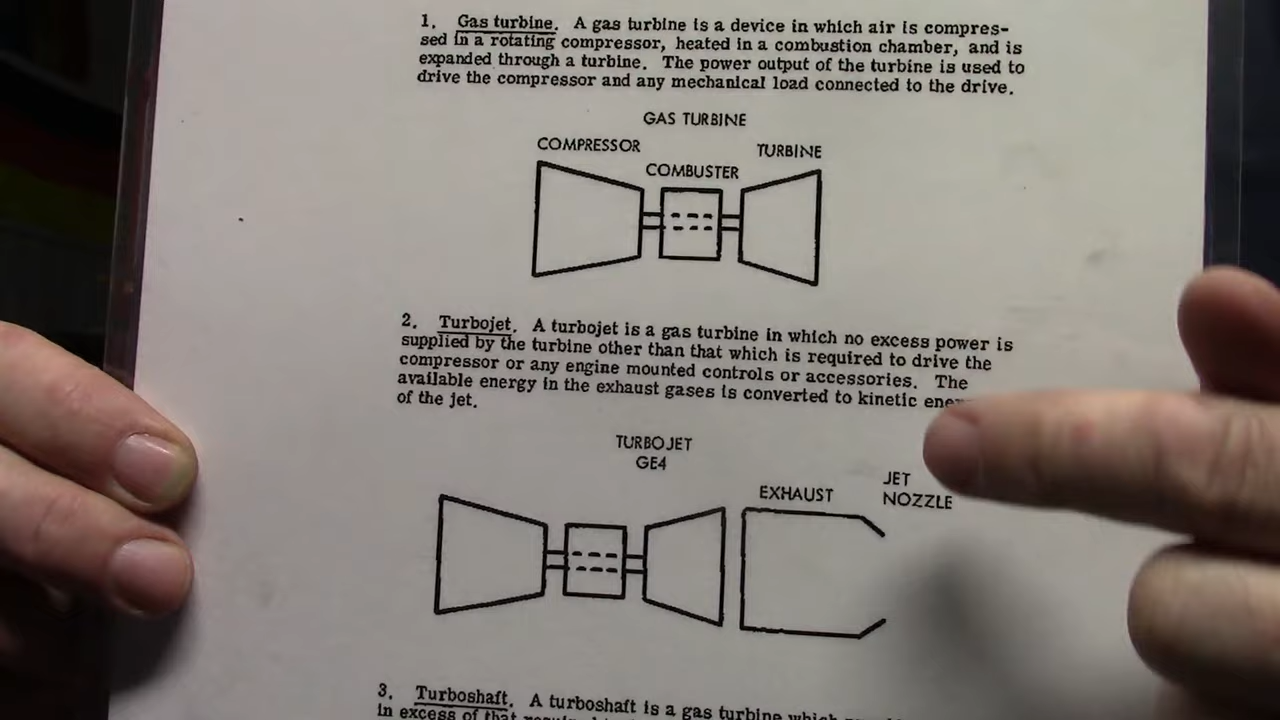 1. Gas turbine. A gas turbine is a device in which air is compres-
sed in a rotating compressor, heated in a combustion chamber, and is
expanded through a turbine. The power output of the turbine is used to
drive the compressor and any mechanical load connected to the drive.
GAS TURBINE
COMPRESSOR
TURBINE
COMBUSTER
2. Turbojet. A turbojet is a gas turbine in which no excess power is
supplied by the turbine other than that which is required to drive the
compressor or any engine mounted controls or accessories. The
available energy in the exhaust gases is converted to kinetic
of the jet.
TURBOJET
GE4
JET
EXHAUST
NOZZLE
3. Turboshaft. A turboshaft is a gas turbine which
in excess of that